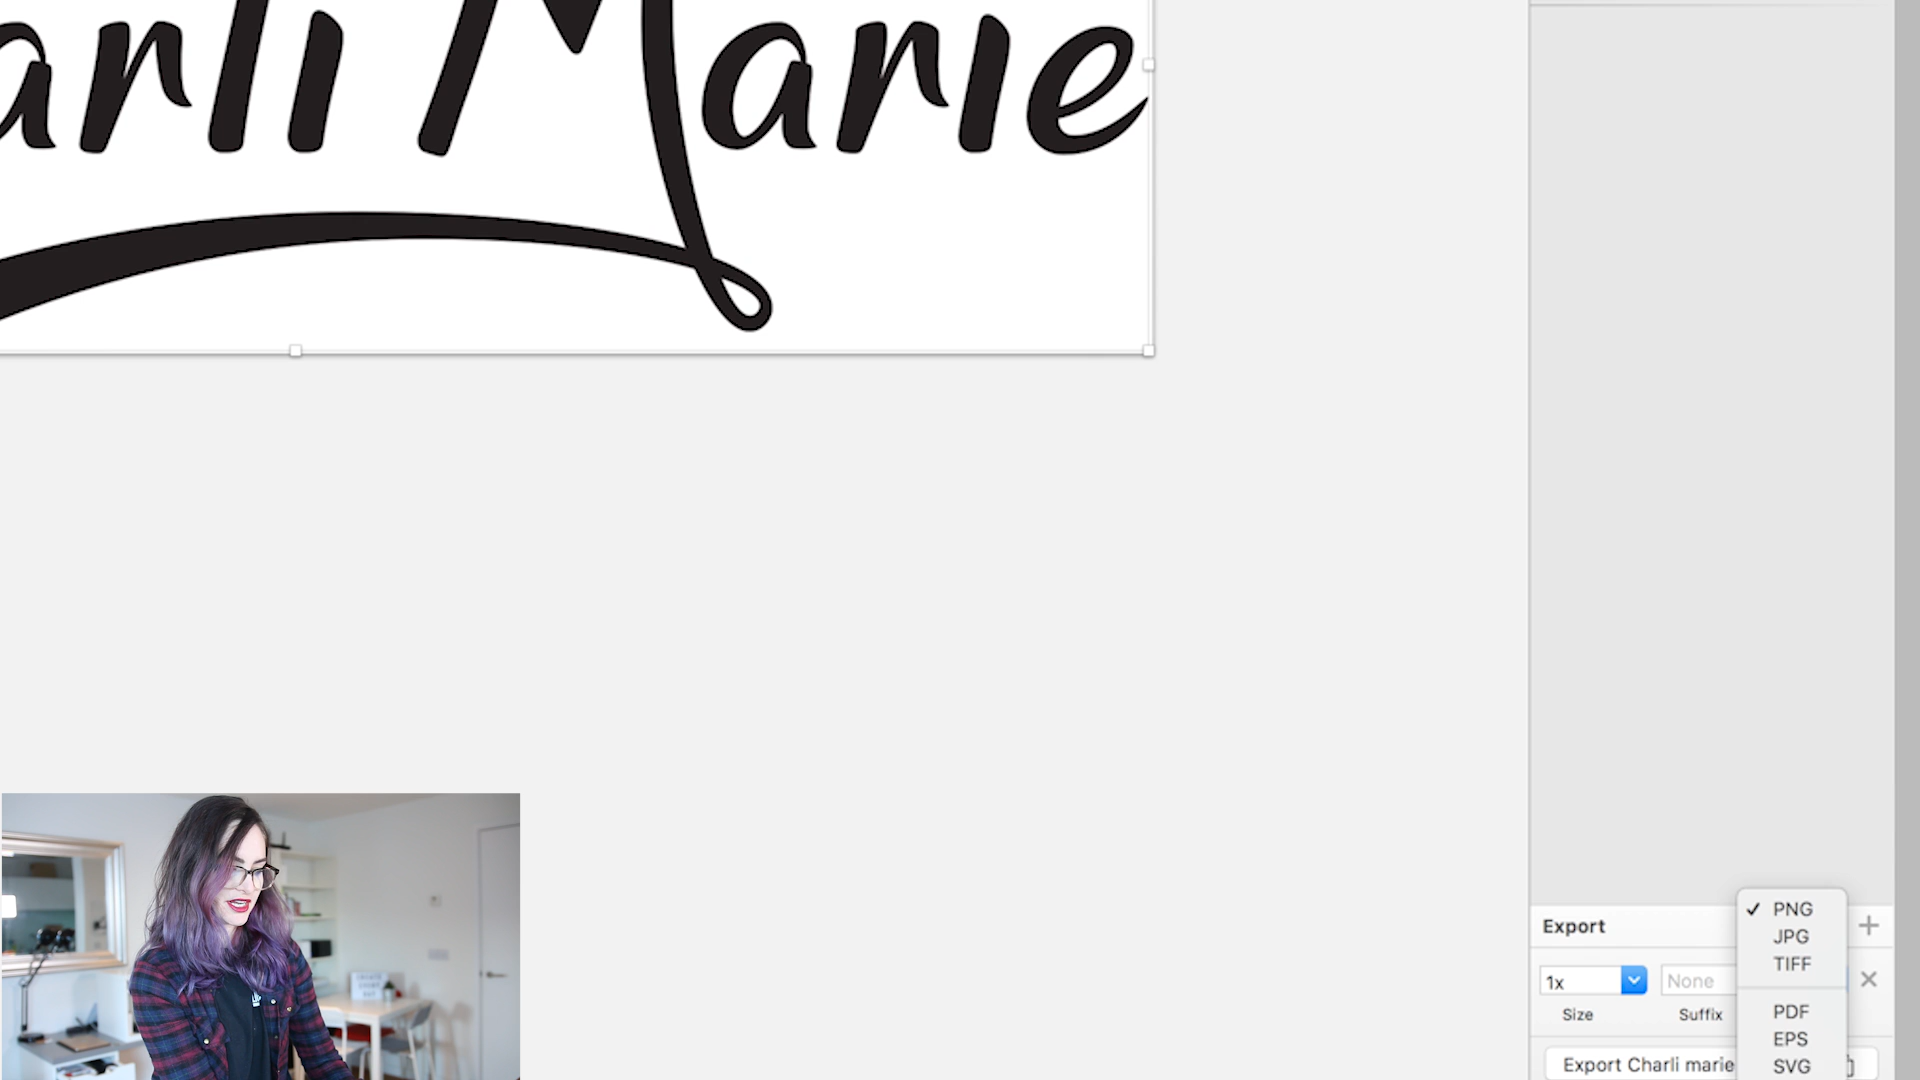 arli Marie
PNG
Export
JPG
TIFF
1x
None
Size
Suffix
PDF
EPS
Export Charli marie
SVG